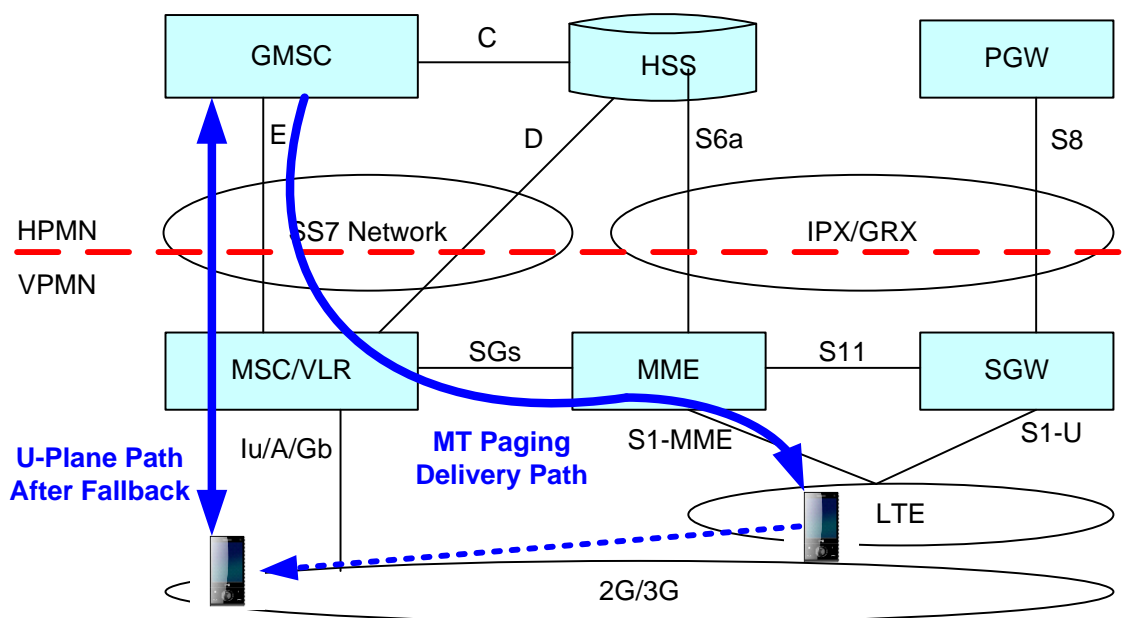 C
GMSC
HSS
PGW
E
D
S6a
S8
HPMN
SS7 Network
IPX/GRX
VPMN
SGs
S11
MSC/VLR
MME
SGW
Iu/A/Gb
MT Paging
Delivery Path
S1-MME
S1-U
U-Plane Path
After Fallback
LTE
2G/3G